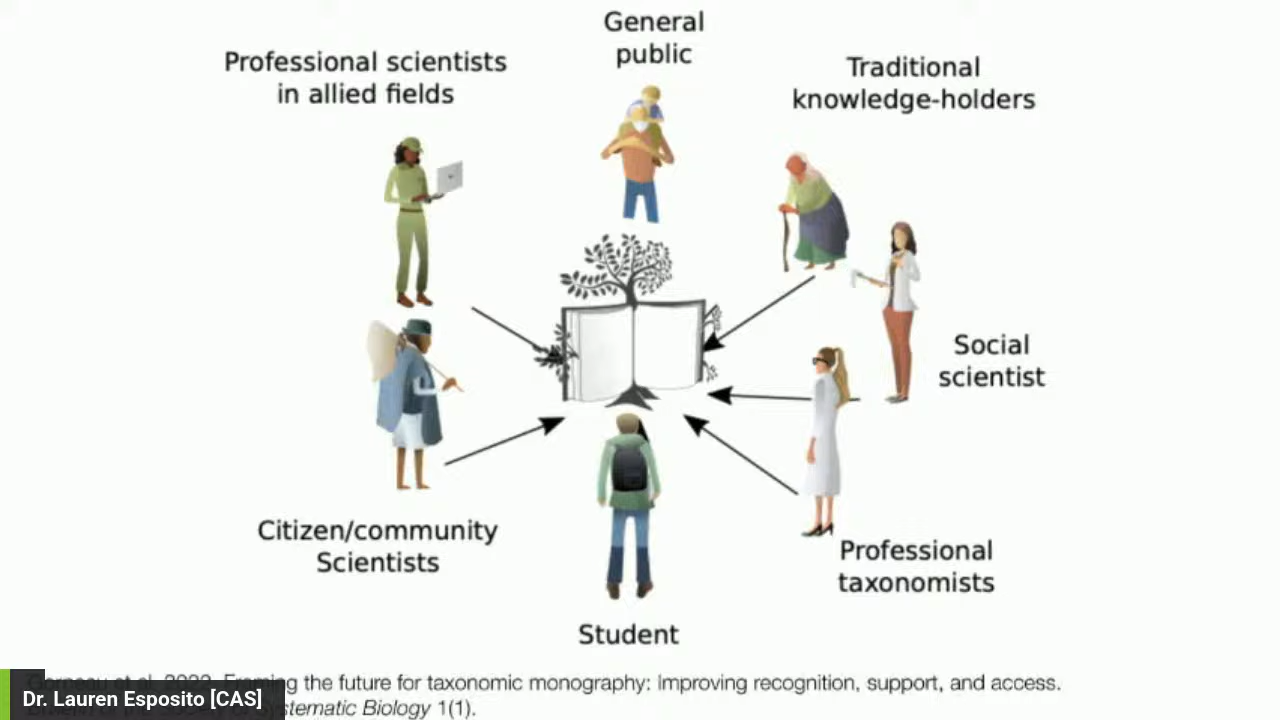 General
public
Professional scientists
in allied fields
Traditional
knowledge-holders
Social
scientist
Citizen/community
Scientists
Professional
taxonomists
Student
the future for taxonomic monography: Improving recognition, support, and access.
Biology 1(1).
Dr. Lauren Esposito [CAS]